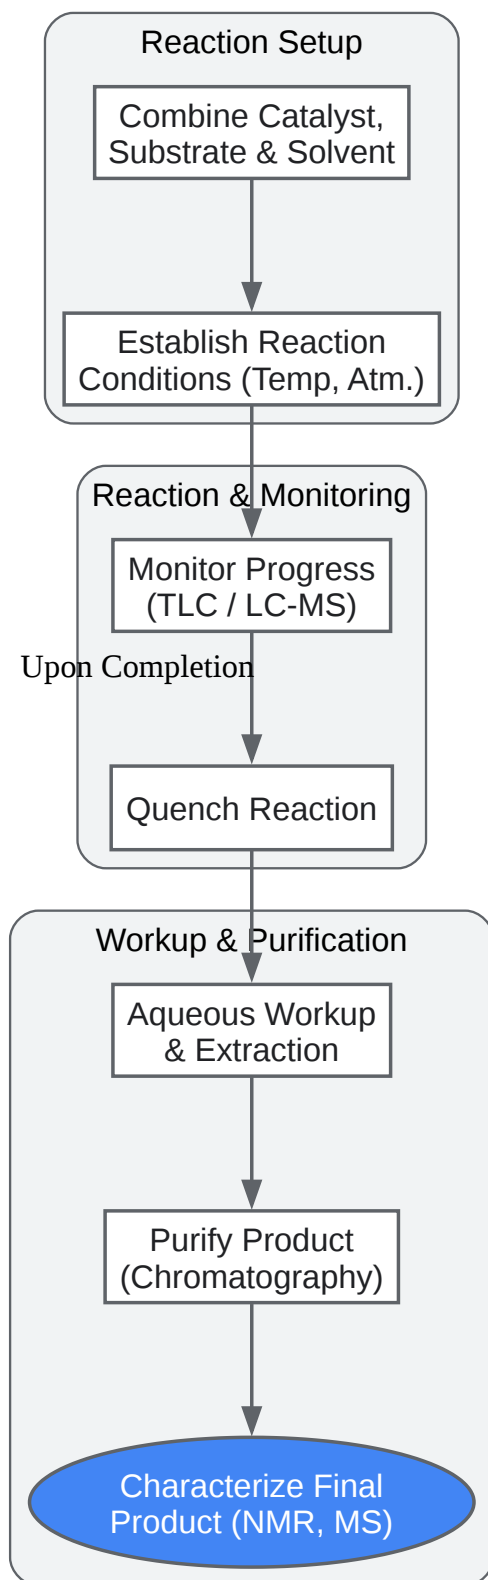 Reaction Setup
Combine Catalyst,
Substrate & Solvent
Establish Reaction
Conditions (Temp, Atm.)
Reaction & Monitoring
Monitor Progress
(TLC / LC-MS)
Upon Completion
Quench Reaction
Workup & Purification
Aqueous Workup
& Extraction
Purify Product
(Chromatography)
Characterize Final
Product (NMR, MS)